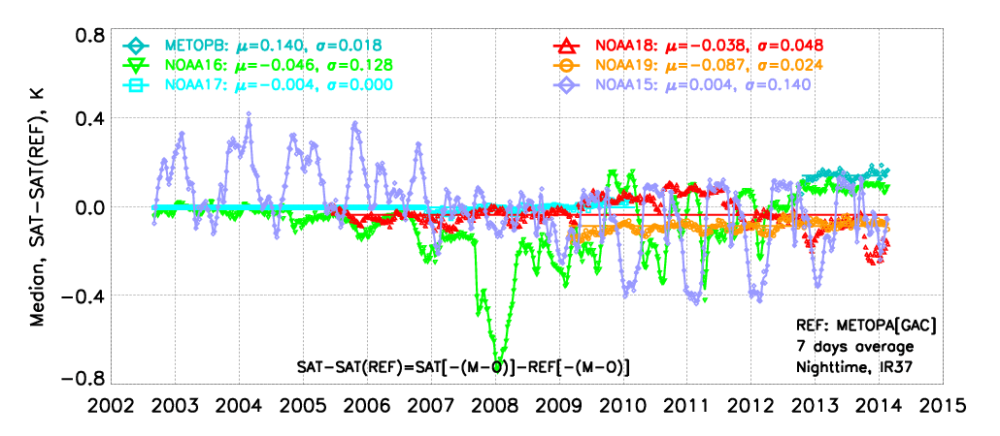 0.8
METOPB: μ=0.140, σ=0.018
NOAA18: μ=−0.038, σ=0.048
NOAA16: μ=−0.046, σ=0.128
NOAA19: μ=−0.087, σ=0.024
NOAA17: μ=−0.004, σ=0.000
NOAA15: μ=0.004, σ=0.140
0.4
0.0
−0.4
−0.8
Median, SAT−SAT(REF), K
REF: METOPA[GAC]
7 days average
Nighttime, IR37
SAT−SAT(REF)=SAT[−(M−O)]−REF[−(M−O)]
2002 2003 2004 2005 2006 2007 2008 2009 2010 2011 2012 2013 2014 2015